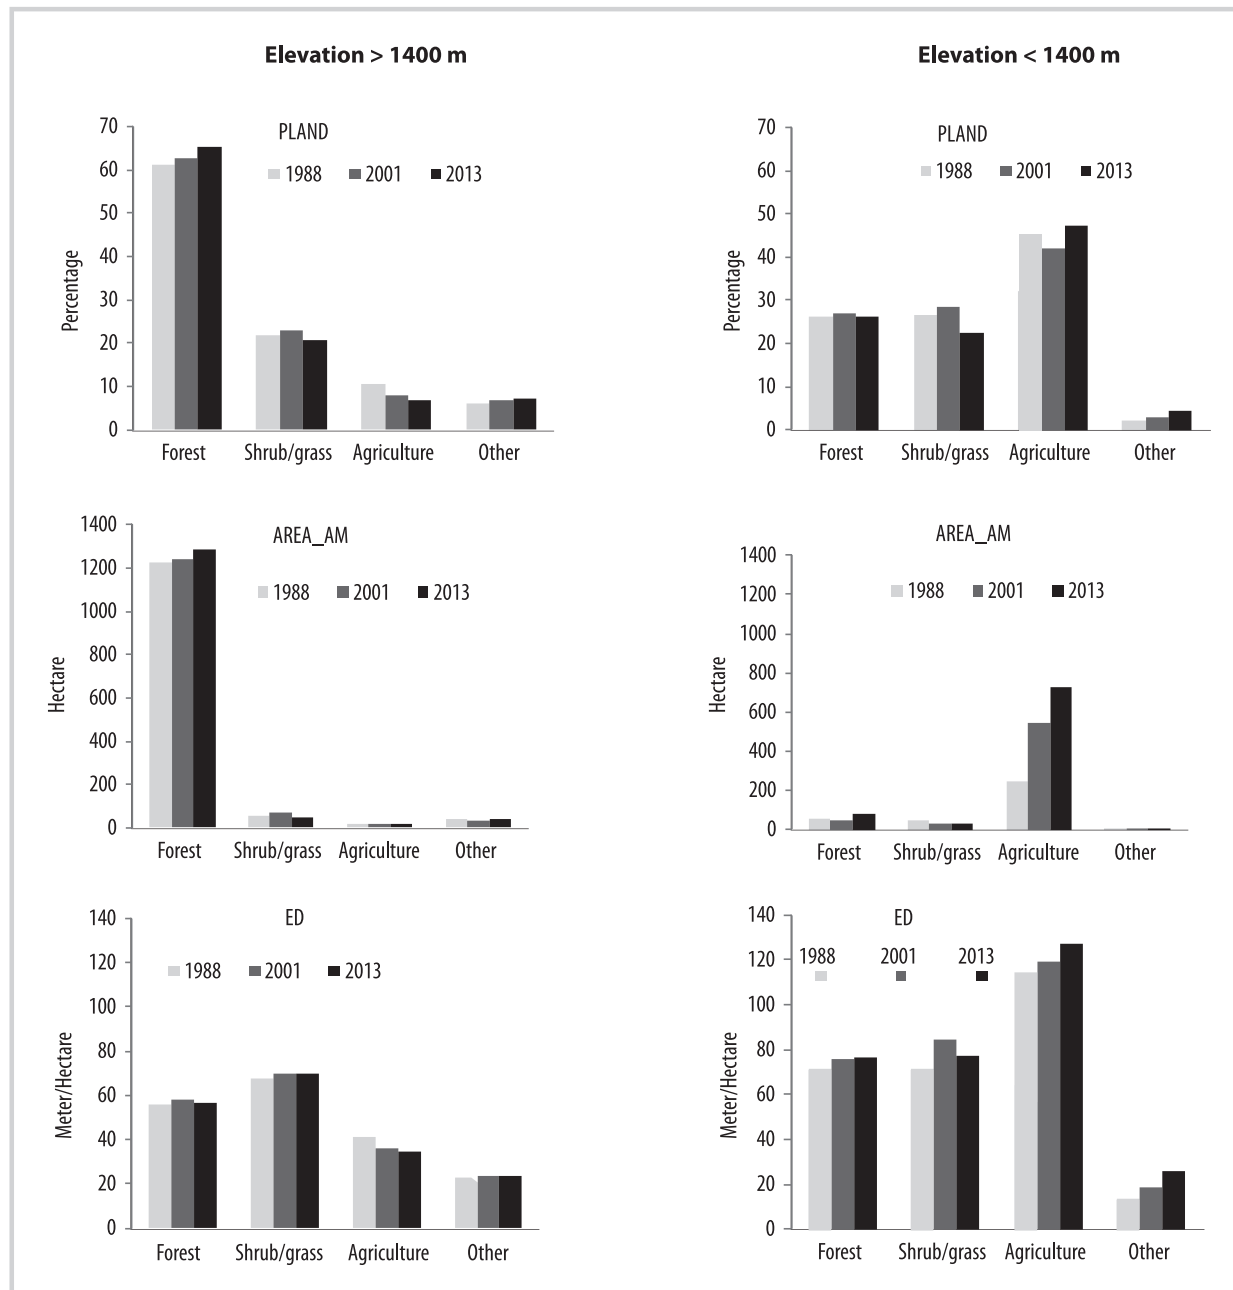 Elevation > 1400 m
PLAND
1988 2001 2013
Percentage
70
60
50
40
30
20
10
0
Forest Shrub/grass Agriculture Other
AREA_AM
1988 2001 2013
Hectare
1400
1200
1000
800
600
400
200
0
Forest Shrub/grass Agriculture Other
ED
1988 2001 2013
Meter/Hectare
140
120
100
80
60
40
20
0
Forest Shrub/grass Agriculture Other
Elevation < 1400 m
PLAND
1988 2001 2013
Percentage
70
60
50
40
30
20
10
0
Forest Shrub/grass Agriculture Other
AREA_AM
1988 2001 2013
Hectare
1400
1200
1000
800
600
400
200
0
Forest Shrub/grass Agriculture Other
ED
1988 2001 2013
Meter/Hectare
140
120
100
80
60
40
20
0
Forest Shrub/grass Agriculture Other